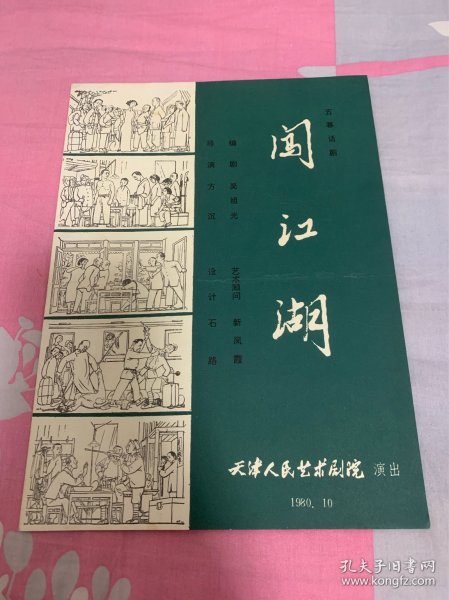 五幕话剧
闯江湖
编剧 吴祖光
导演 方沉
艺术顾问 新凤霞
设计 石路
天津人民艺术剧院 演出
1980.10
孔夫子旧书网
www.kongfz.com